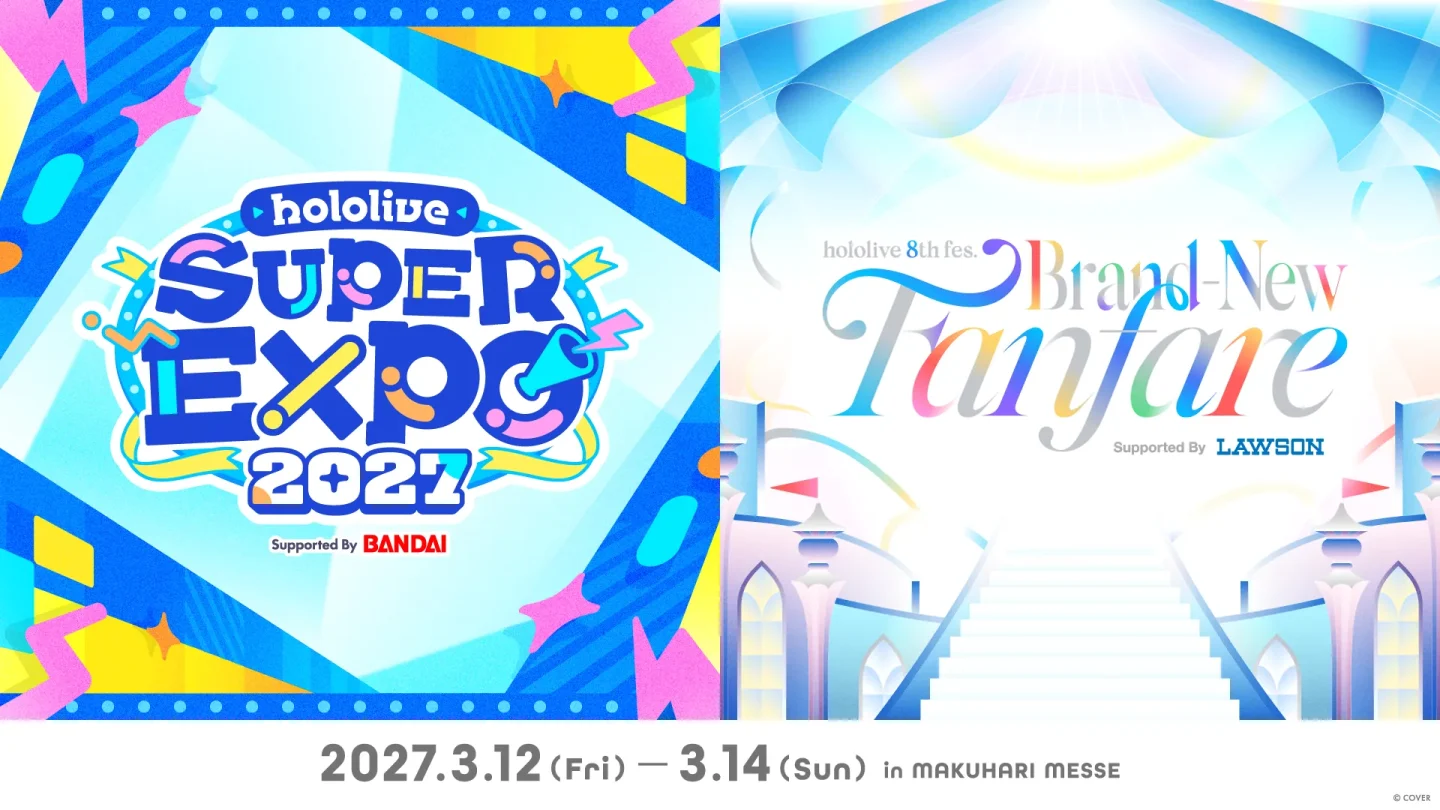 hololive
SUPER
EXPO
2027
Supported By BANDAI
hololive 8th fes.
Brand-New
Fanfare
Supported By LAWSON
2027.3.12 (Fri) — 3.14 (Sun) in MAKUHARI MESSE
© COVER